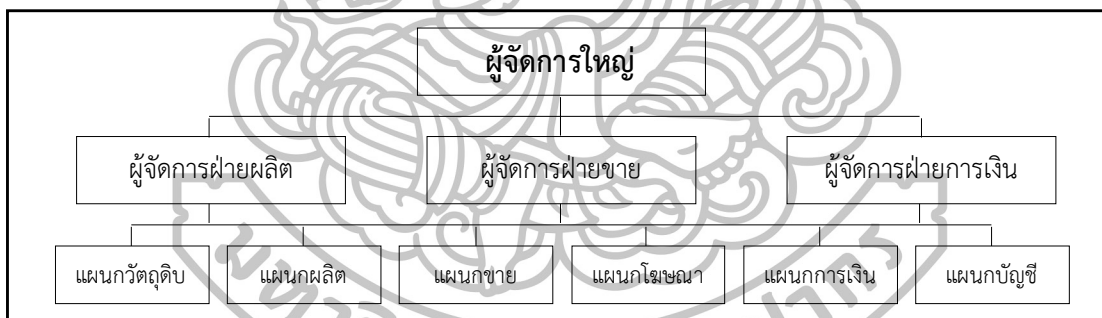 ผู้จัดการใหญ่
ผู้จัดการฝ่ายผลิต
ผู้จัดการฝ่ายขาย
ผู้จัดการฝ่ายการเงิน
แผนกวัตถุดิบ
แผนกผลิต
แผนกขาย
แผนกโฆษณา
แผนกการเงิน
แผนกบัญชี